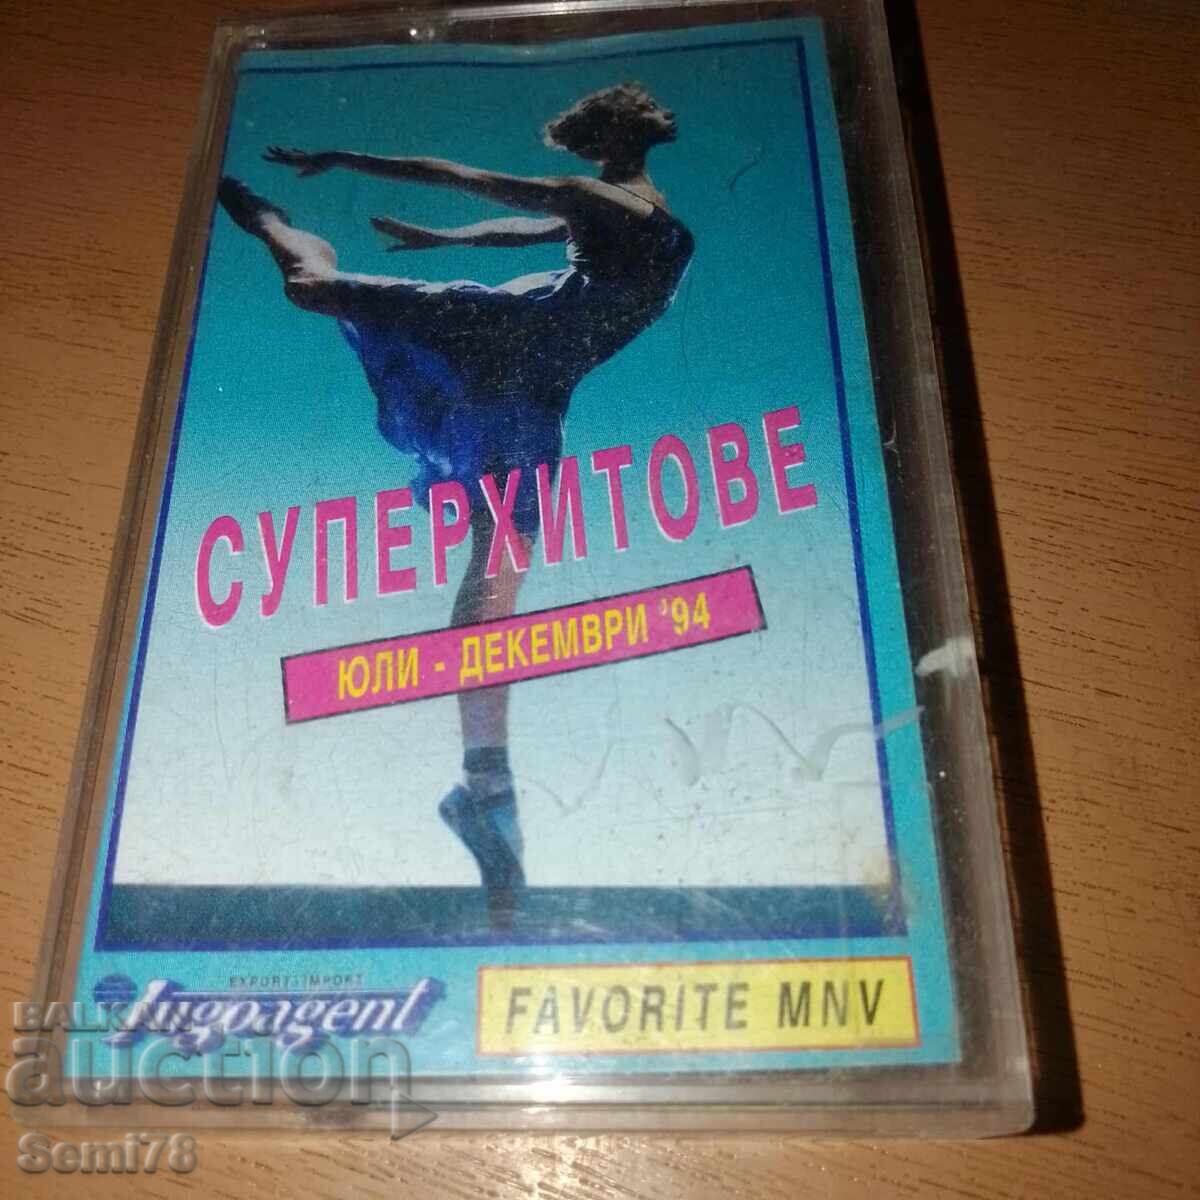 СУПЕРХИТОВЕ
ЮЛИ - ДЕКЕМВРИ '94
EXPORT-IMPORT
Jugoagent
FAVORITE MNV
BALKAN
auction
Semi78